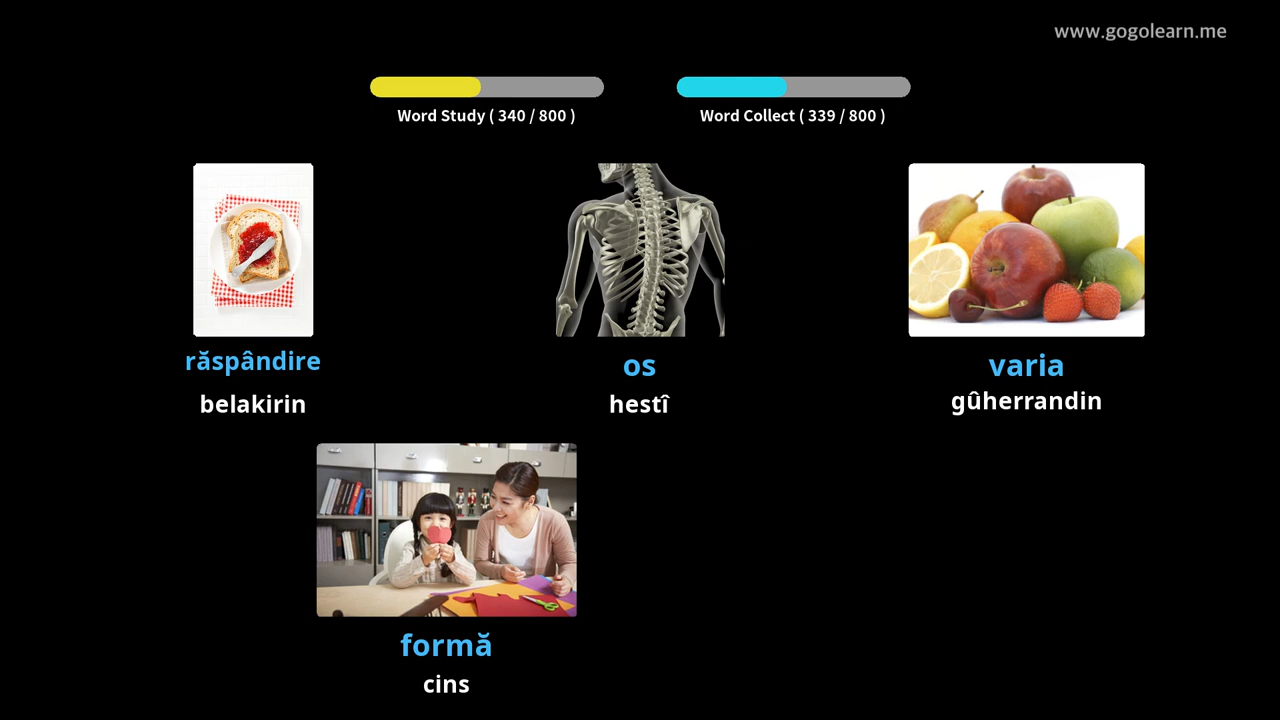 www.gogolearn.me
Word Study ( 340 / 800 )
Word Collect ( 339 / 800 )
răspândire
os
varia
belakirin
hestî
gûherrandin
formă
cins